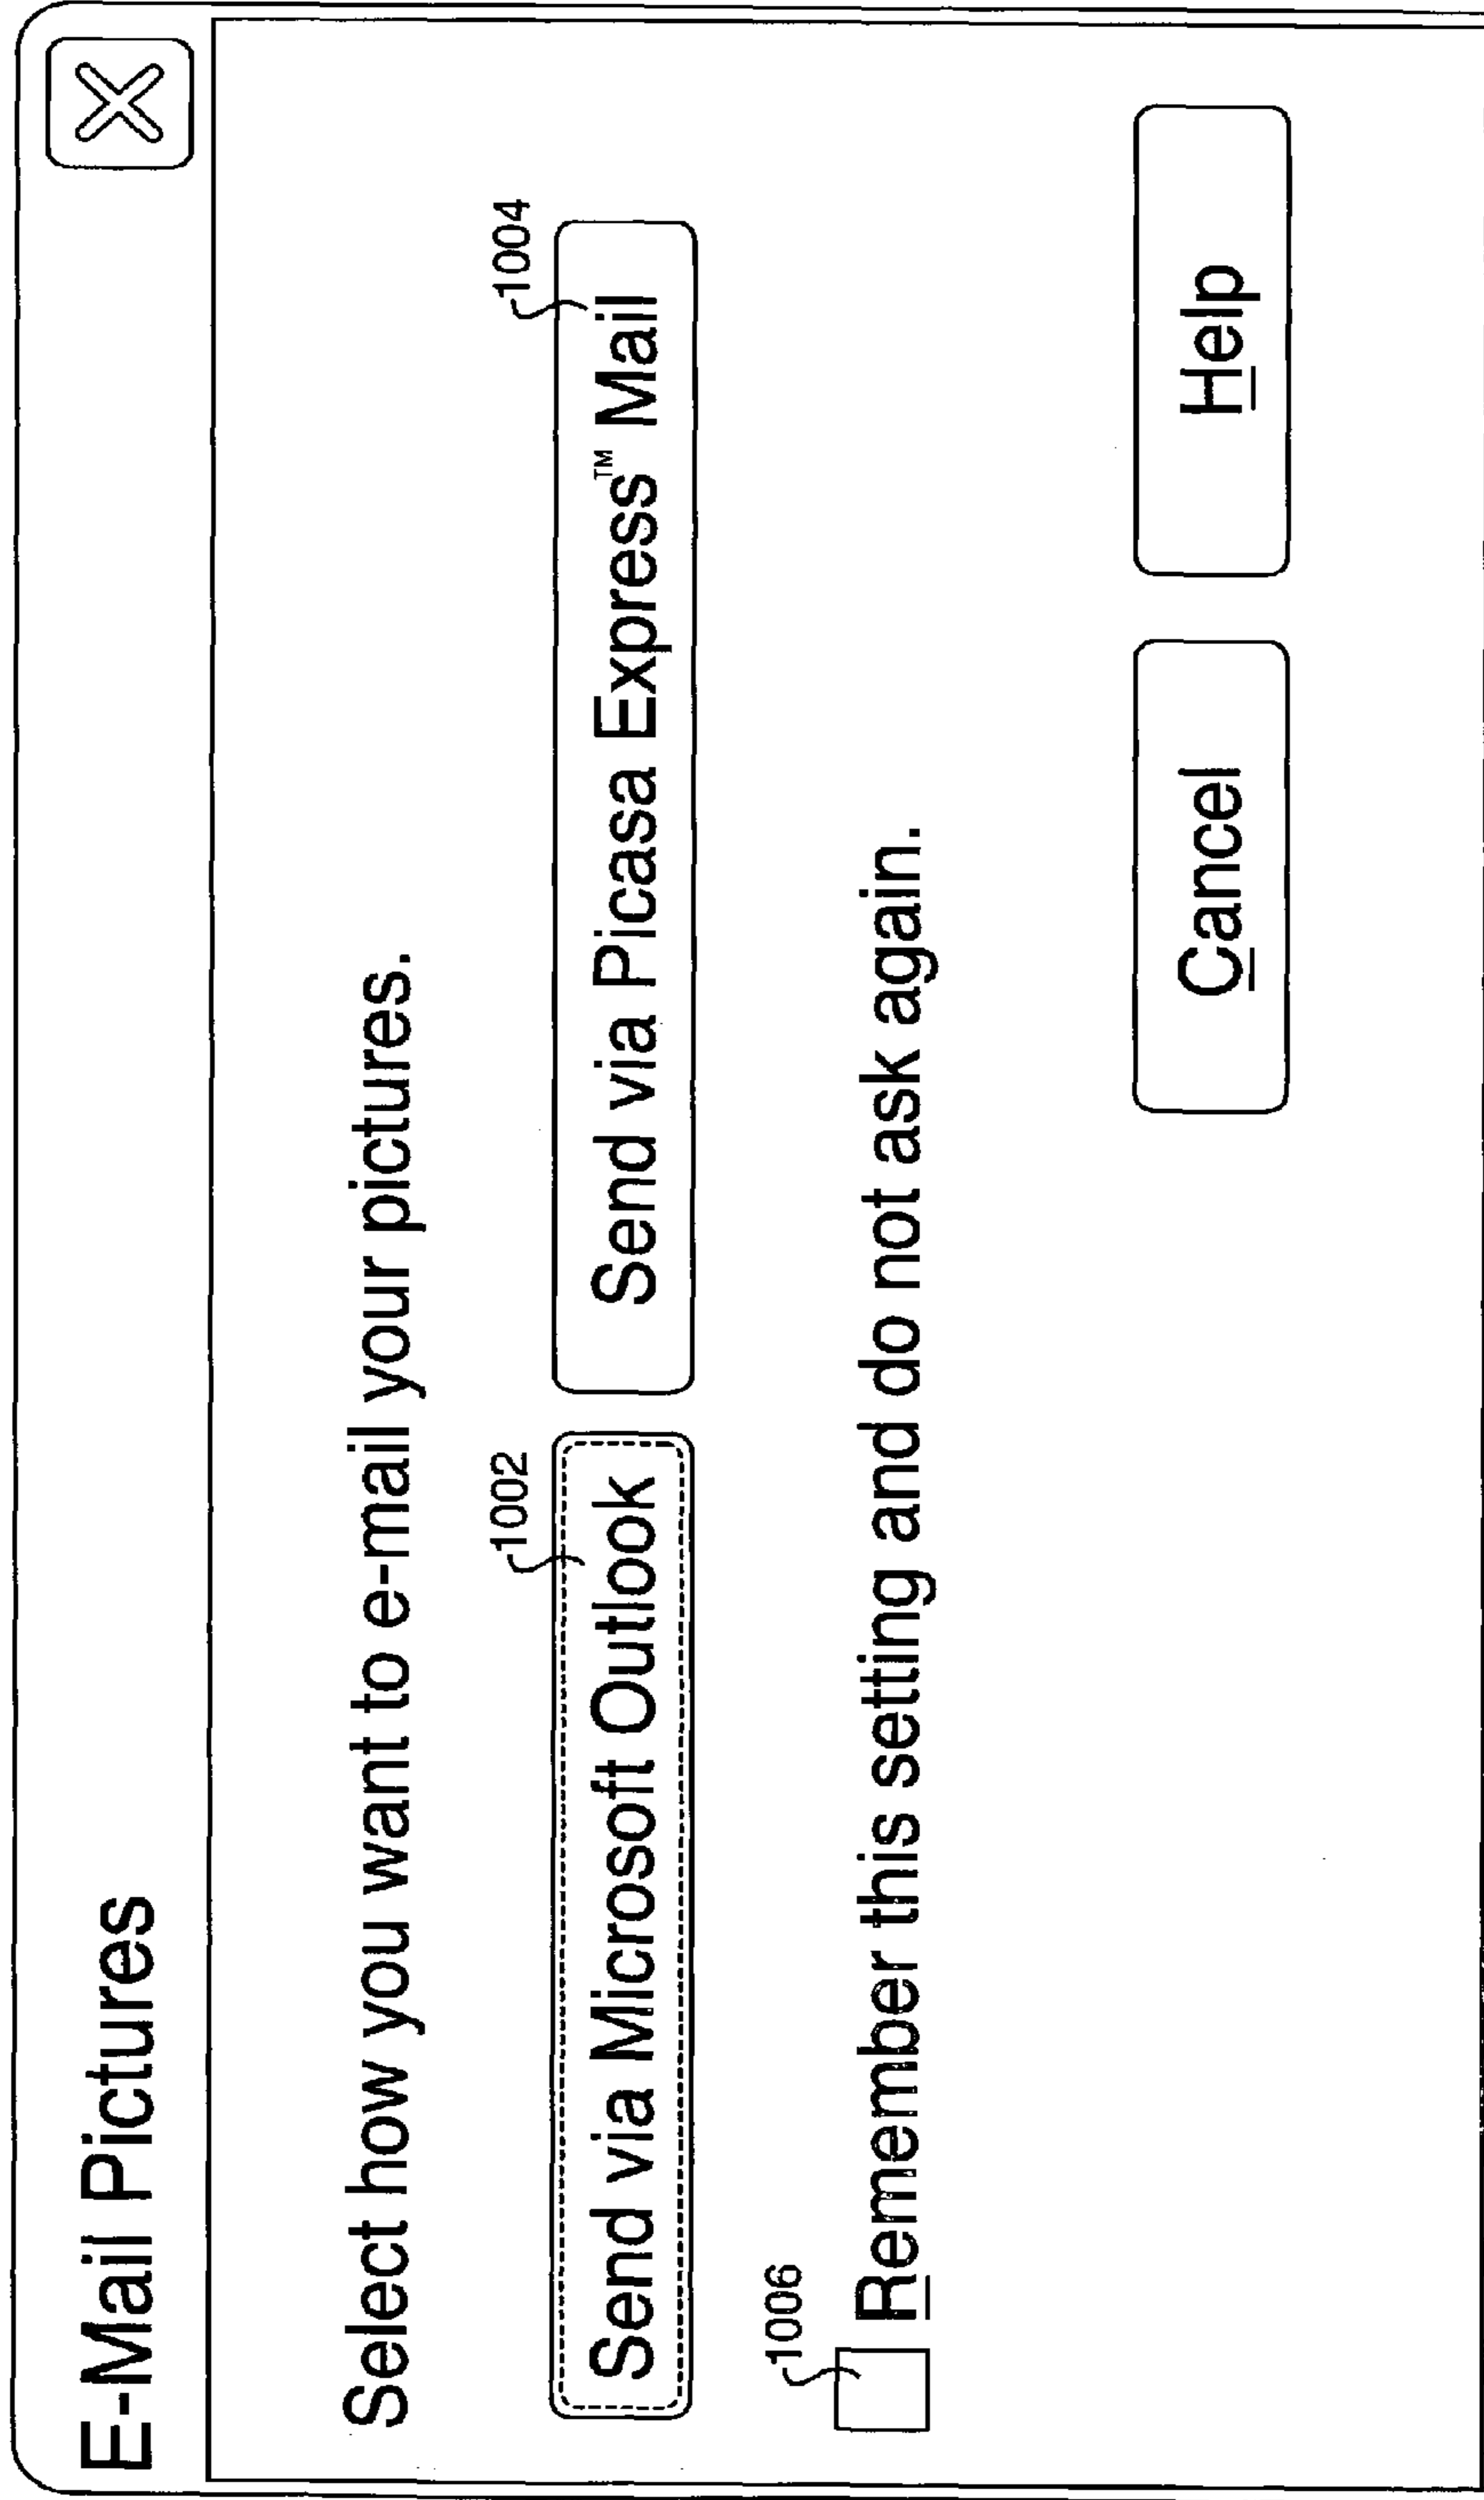 E-Mail Pictures
Select how you want to e-mail your pictures.
1002
1004
Send via Microsoft Outlook
Send via Picasa Express™ Mail
1006
Remember this setting and do not ask again.
Cancel
Help